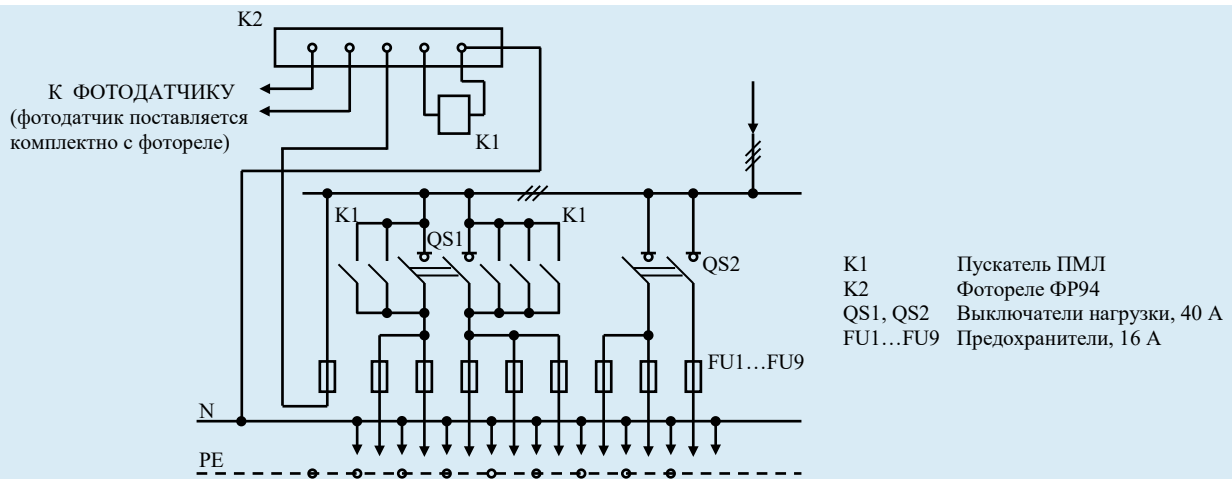 K2
К ФОТОДАТЧИКУ
(фотодатчик поставляется
комплектно с фотореле)
K1
K1
K1
QS1
QS2
FU1…FU9
N
PE
K1 Пускатель ПМЛ
K2 Фотореле ФР94
QS1, QS2 Выключатели нагрузки, 40 А
FU1…FU9 Предохранители, 16 А